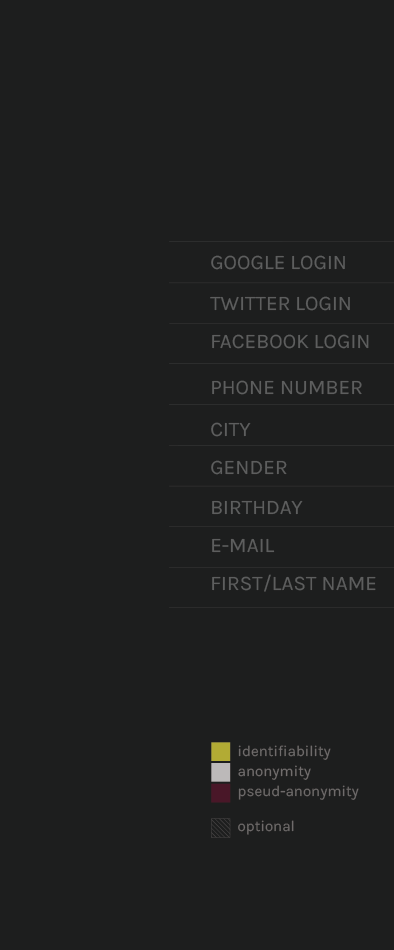 GOOGLE LOGIN
TWITTER LOGIN
FACEBOOK LOGIN
PHONE NUMBER
CITY
GENDER
BIRTHDAY
E-MAIL
FIRST/LAST NAME
identifiability
anonymity
pseud-anonymity
optional